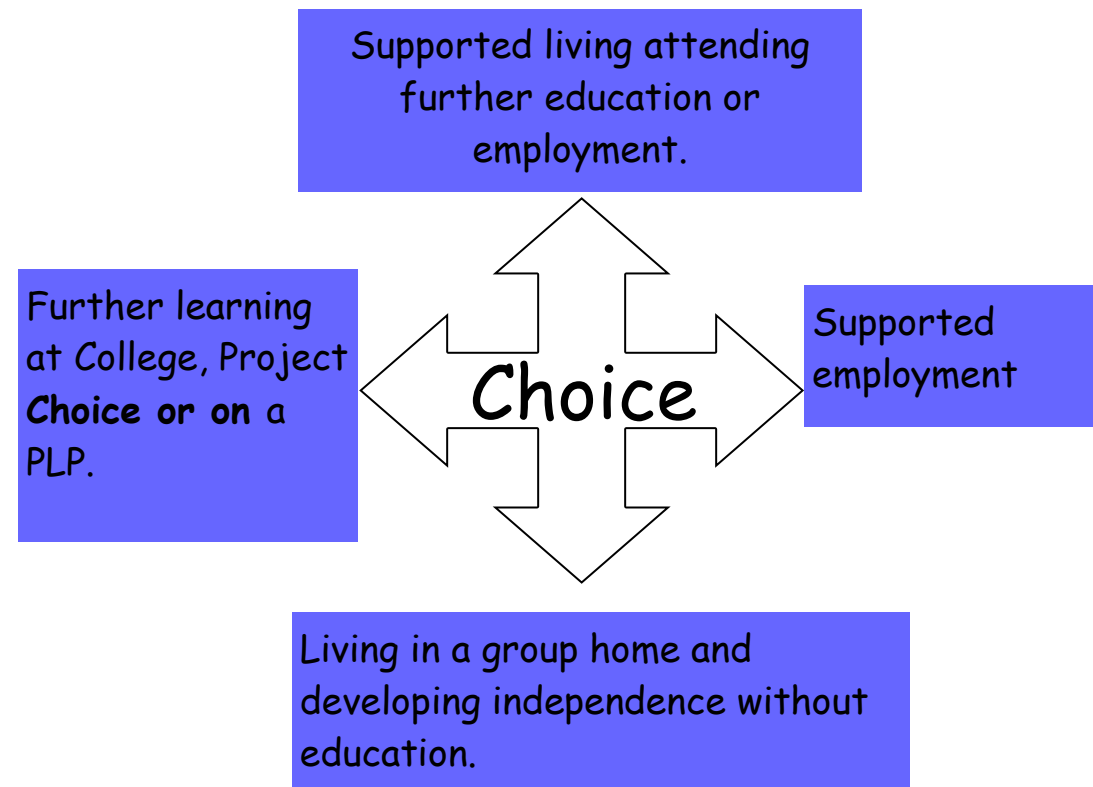 Supported living attending
further education or
employment.
Further learning
at College, Project
Choice or on a
PLP.
Choice
Supported
employment
Living in a group home and
developing independence without
education.